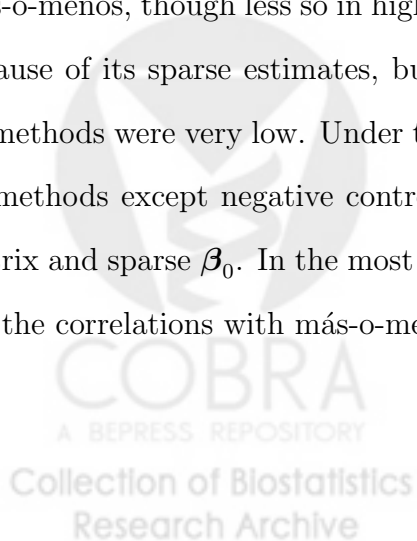 s-o-menos, though less so in high
ause of its sparse estimates, bu
methods were very low. Under t
methods except negative contr
rix and sparse β₀. In the most
the correlations with más-o-me
COBRA
A BEPRESS REPOSITORY
Collection of Biostatistics
Research Archive